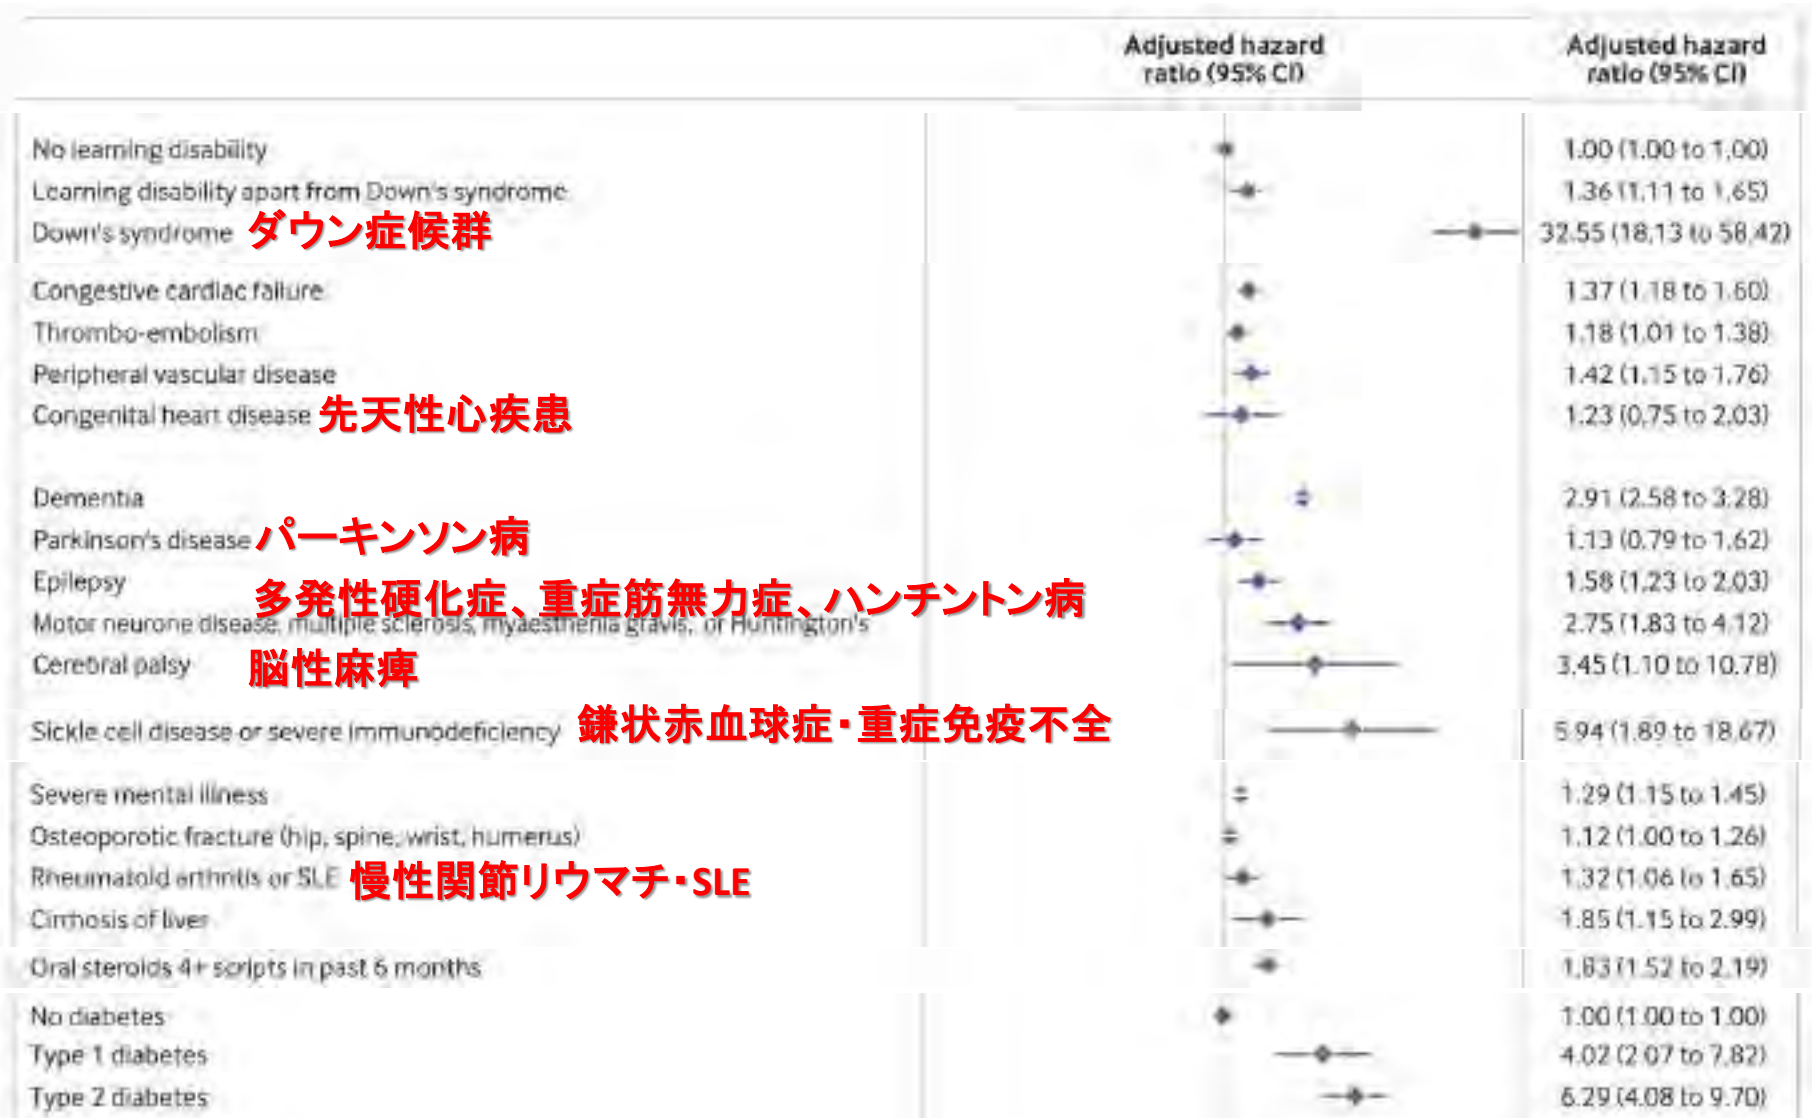 Adjusted hazard ratio (95% CI)
Adjusted hazard ratio (95% CI)
No learning disability 1.00 (1.00 to 1.00)
Learning disability apart from Down's syndrome 1.36 (1.11 to 1.65)
Down's syndrome ダウン症候群 32.55 (18.13 to 58.42)
Congestive cardiac failure 1.37 (1.18 to 1.60)
Thrombo-embolism 1.18 (1.01 to 1.38)
Peripheral vascular disease 1.42 (1.15 to 1.76)
Congenital heart disease 先天性心疾患 1.23 (0.75 to 2.03)
Dementia 2.91 (2.58 to 3.28)
Parkinson's disease パーキンソン病 1.13 (0.79 to 1.62)
Epilepsy 1.58 (1.23 to 2.03)
多発性硬化症、重症筋無力症、ハンチントン病
Motor neurone disease, multiple sclerosis, myaesthenia gravis, or Huntington's 2.75 (1.83 to 4.12)
Cerebral palsy 脳性麻痺 3.45 (1.10 to 10.78)
Sickle cell disease or severe immunodeficiency 鎌状赤血球症・重症免疫不全 5.94 (1.89 to 18.67)
Severe mental illness 1.29 (1.15 to 1.45)
Osteoporotic fracture (hip, spine, wrist, humerus) 1.12 (1.00 to 1.26)
Rheumatoid arthritis or SLE 慢性関節リウマチ・SLE 1.32 (1.06 to 1.65)
Cirrhosis of liver 1.85 (1.15 to 2.99)
Oral steroids 4+ scripts in past 6 months 1.83 (1.52 to 2.19)
No diabetes 1.00 (1.00 to 1.00)
Type 1 diabetes 4.02 (2.07 to 7.82)
Type 2 diabetes 6.29 (4.08 to 9.70)